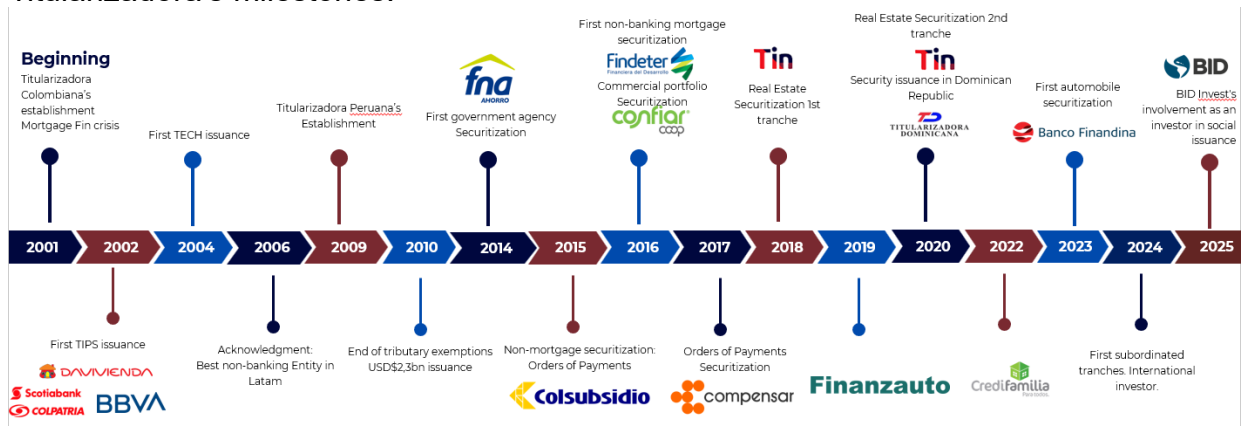 Titularizadora's milestones:
Beginning
Titularizadora
Colombiana's
establishment
Mortgage Fin crisis
First TECH issuance
Titularizadora Peruana's
Establishment
fna
AHORRO
First government agency
Securitization
First non-banking mortgage
securitization
Findeter
Financiera del Desarrollo
Commercial portfolio
Securitization
confiar
coop
Tin
Real Estate
Securitization 1st
tranche
Real Estate Securitization 2nd
tranche
Tin
Security issuance in Dominican
Republic
TD
TITULARIZADORA
DOMINICANA
First automobile
securitization
Banco Finandina
BID
BID Invest's
involvement as an
investor in social
issuance
2001 2002 2004 2006 2009 2010 2014 2015 2016 2017 2018 2019 2020 2022 2023 2024 2025
First TIPS issuance
DAVIVIENDA
Scotiabank
COLPATRIA
BBVA
Acknowledgment:
Best non-banking Entity in
Latam
End of tributary exemptions
USD$2,3bn issuance
Non-mortgage securitization:
Orders of Payments
Colsubsidio
Orders of Payments
Securitization
compensar
Finanzauto
Credifamilia
Para todos.
First subordinated
tranches. International
investor.